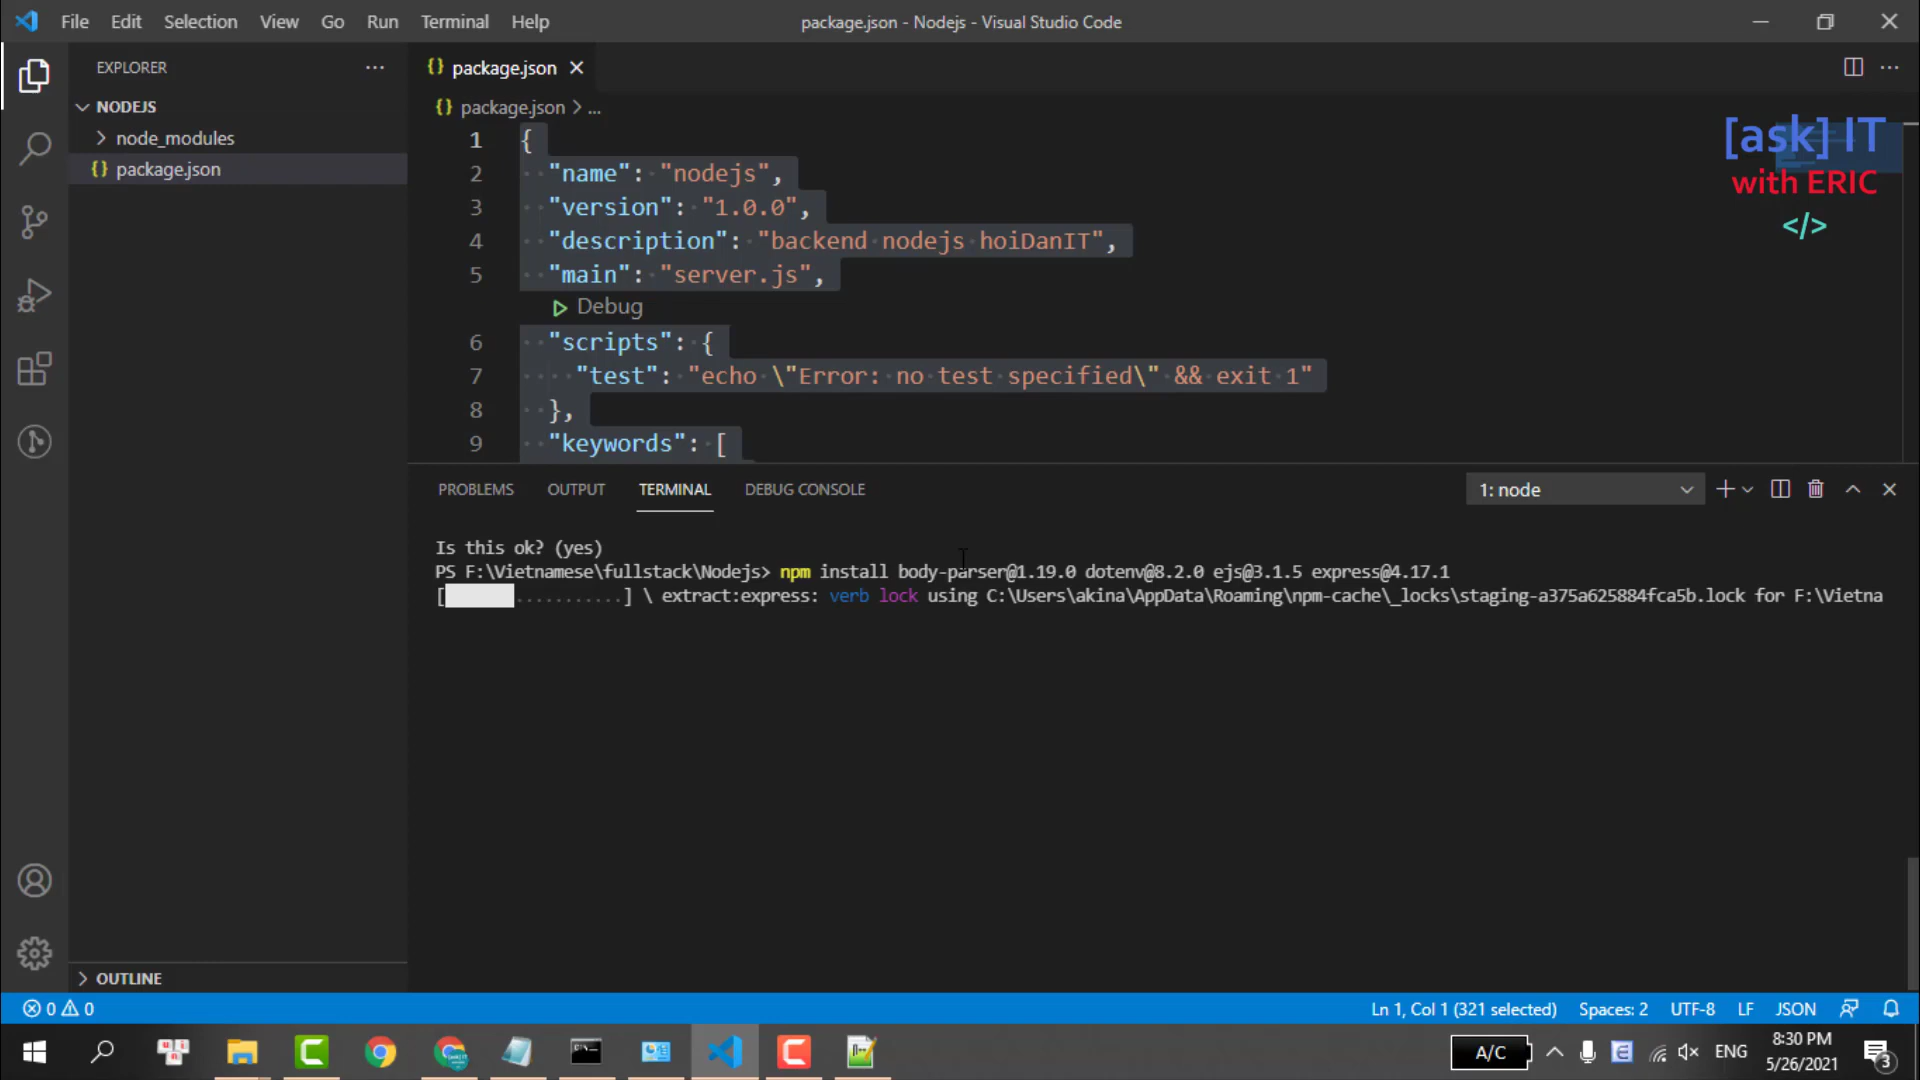 File Edit Selection View Go Run Terminal Help
package.json - Nodejs - Visual Studio Code
EXPLORER
NODEJS
node_modules
{} package.json
{} package.json
{} package.json > ...
[ask] IT
with ERIC
</>
1 {
2 "name": "nodejs",
3 "version": "1.0.0",
4 "description": "backend nodejs hoiDanIT",
5 "main": "server.js",
Debug
6 "scripts": {
7 "test": "echo \"Error: no test specified\" && exit 1"
8 },
9 "keywords": [
PROBLEMS OUTPUT TERMINAL DEBUG CONSOLE
1: node
Is this ok? (yes)
PS F:\Vietnamese\fullstack\Nodejs> npm install body-parser@1.19.0 dotenv@8.2.0 ejs@3.1.5 express@4.17.1
[ ...........] \ extract:express: verb lock using C:\Users\akina\AppData\Roaming\npm-cache\_locks\staging-a375a625884fca5b.lock for F:\Vietna
OUTLINE
0 0
Ln 1, Col 1 (321 selected) Spaces: 2 UTF-8 LF JSON
A/C
ENG
8:30 PM
5/26/2021
3